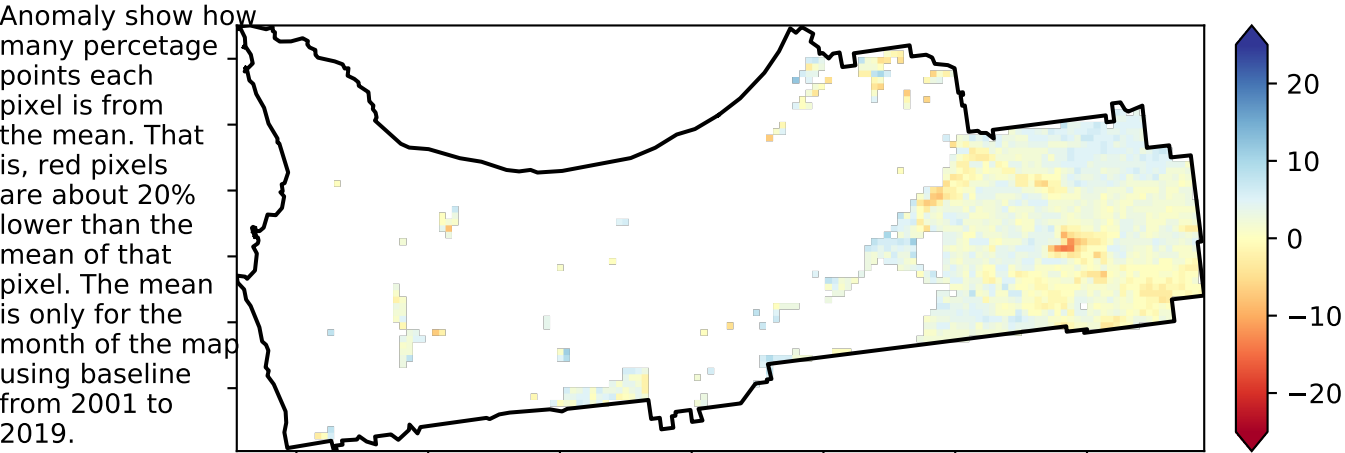 Anomaly show how
many percetage
points each
pixel is from
the mean. That
is, red pixels
are about 20%
lower than the
mean of that
pixel. The mean
is only for the
month of the map
using baseline
from 2001 to
2019.
20
10
0
−10
−20